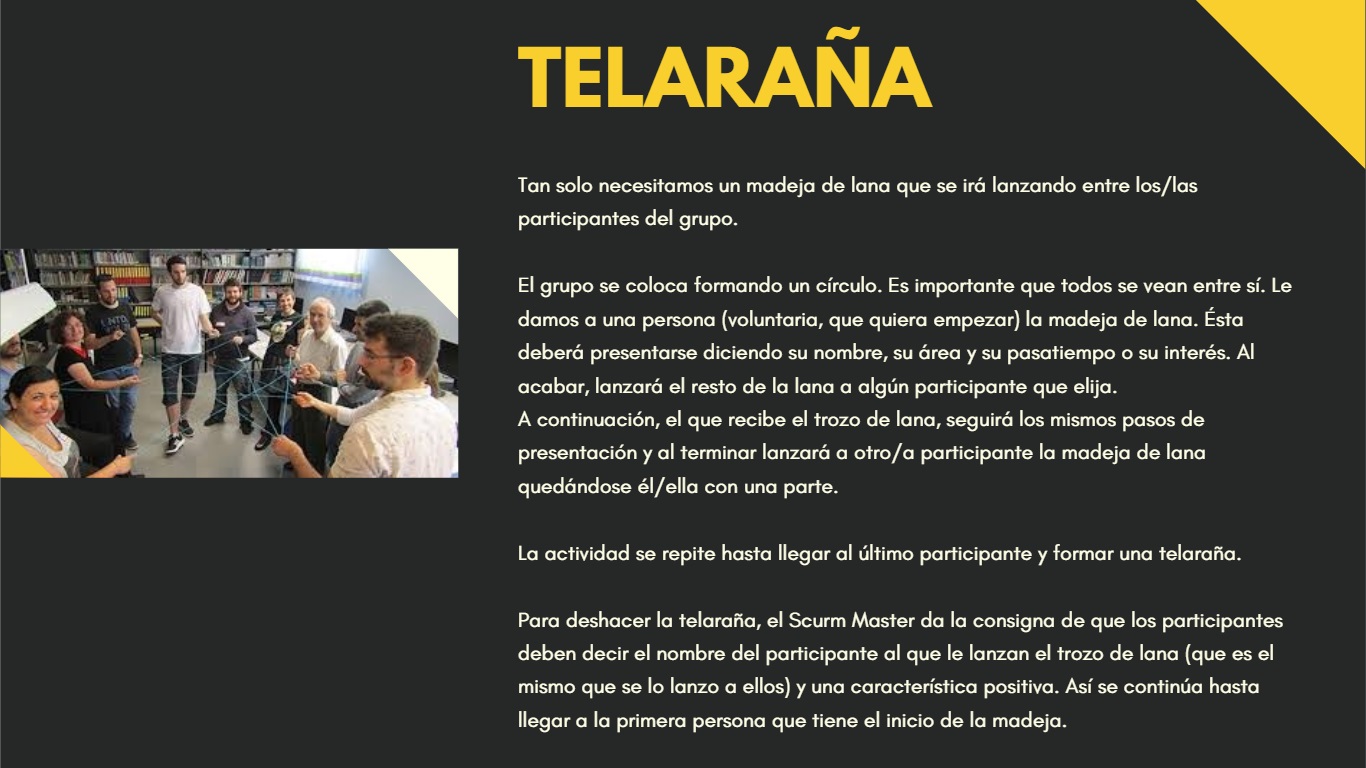 TELARAÑA
Tan solo necesitamos un madeja de lana que se irá lanzando entre los/las
participantes del grupo.
El grupo se coloca formando un círculo. Es importante que todos se vean entre sí. Le
damos a una persona (voluntaria, que quiera empezar) la madeja de lana. Ésta
deberá presentarse diciendo su nombre, su área y su pasatiempo o su interés. Al
acabar, lanzará el resto de la lana a algún participante que elija.
A continuación, el que recibe el trozo de lana, seguirá los mismos pasos de
presentación y al terminar lanzará a otro/a participante la madeja de lana
quedándose él/ella con una parte.
La actividad se repite hasta llegar al último participante y formar una telaraña.
Para deshacer la telaraña, el Scurm Master da la consigna de que los participantes
deben decir el nombre del participante al que le lanzan el trozo de lana (que es el
mismo que se lo lanzo a ellos) y una característica positiva. Así se continúa hasta
llegar a la primera persona que tiene el inicio de la madeja.